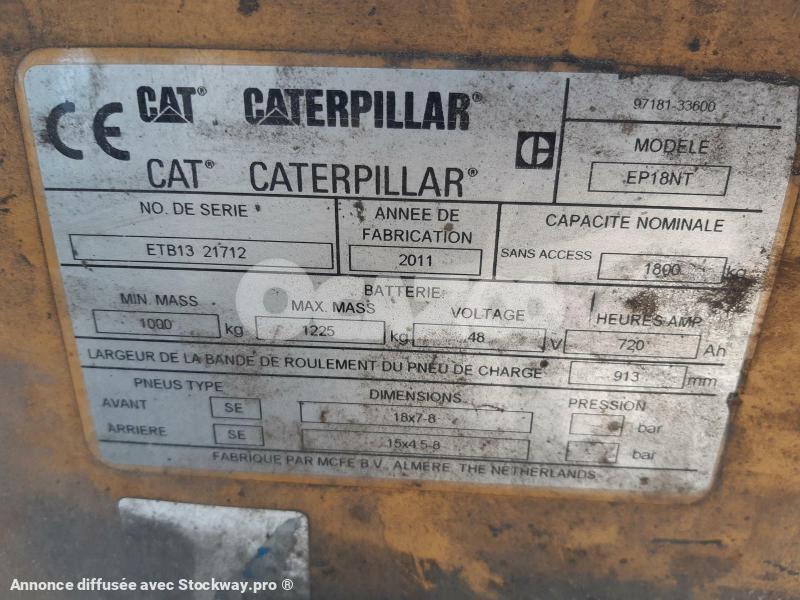 CE CAT® CATERPILLAR®
CAT® CATERPILLAR®
97181-33600
MODELE
EP18NT
NO. DE SERIE
ETB13 21712
ANNEE DE
FABRICATION
2011
CAPACITE NOMINALE
SANS ACCESS 1800 kg
BATTERIE
MIN. MASS MAX. MASS VOLTAGE HEURES AMP
1000 kg 1225 kg 48 V 720 Ah
LARGEUR DE LA BANDE DE ROULEMENT DU PNEU DE CHARGE 913 mm
PNEUS TYPE DIMENSIONS PRESSION
AVANT SE 18x7-8 bar
ARRIERE SE 15x4.5-8 bar
FABRIQUE PAR MCFE B.V. ALMERE, THE NETHERLANDS
Annonce diffusée avec Stockway.pro ®